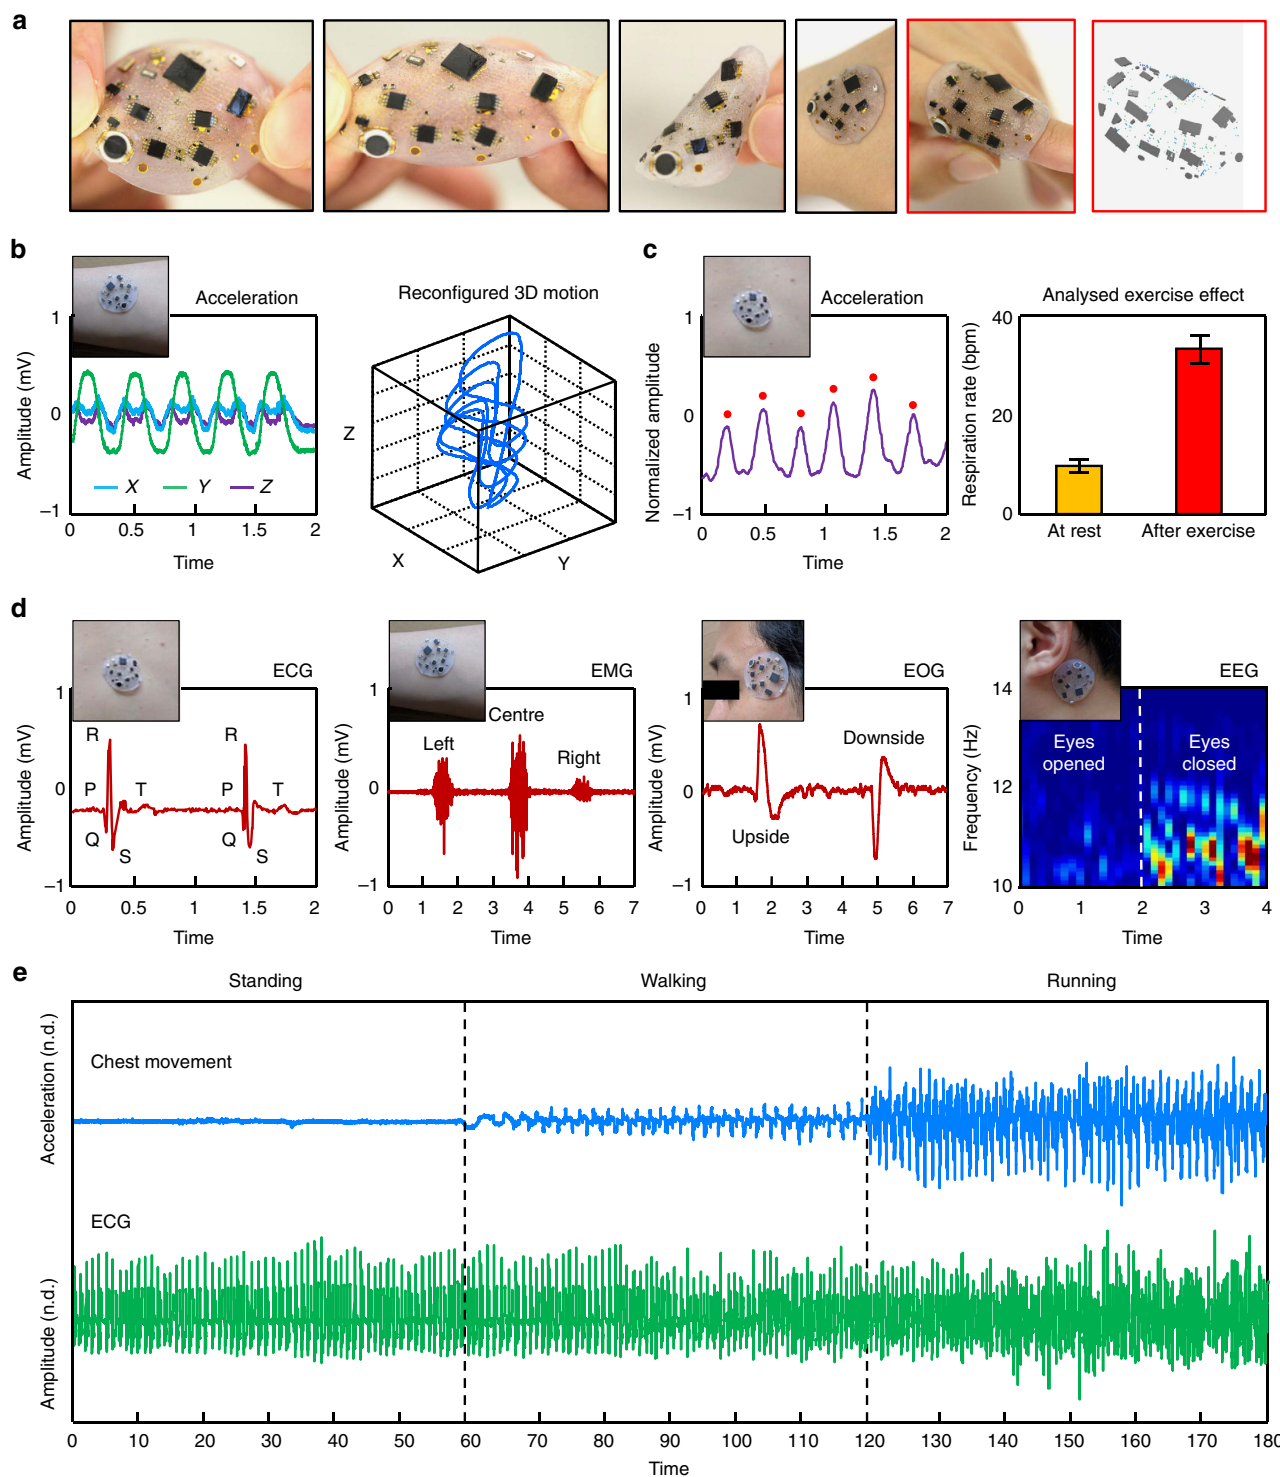 a
b
Acceleration
Amplitude (mV)
1
0
−1
X Y Z
0 0.5 1 1.5 2
Time
Reconfigured 3D motion
Z
X
Y
c
Acceleration
Normalized amplitude
1
0
−1
0 0.5 1 1.5 2
Time
Analysed exercise effect
Respiration rate (bpm)
40
20
0
At rest After exercise
d
ECG
Amplitude (mV)
1
0
−1
R R
P T P T
Q S Q S
0 0.5 1 1.5 2
Time
EMG
Amplitude (mV)
1
0
−1
Centre
Left
Right
0 1 2 3 4 5 6 7
Time
EOG
Amplitude (mV)
1
0
−1
Downside
Upside
0 1 2 3 4 5 6 7
Time
EEG
Frequency (Hz)
14
12
10
Eyes opened
Eyes closed
0 1 2 3 4
Time
e
Standing Walking Running
Acceleration (n.d.)
Chest movement
ECG
Amplitude (n.d.)
0 10 20 30 40 50 60 70 80 90 100 110 120 130 140 150 160 170 180
Time